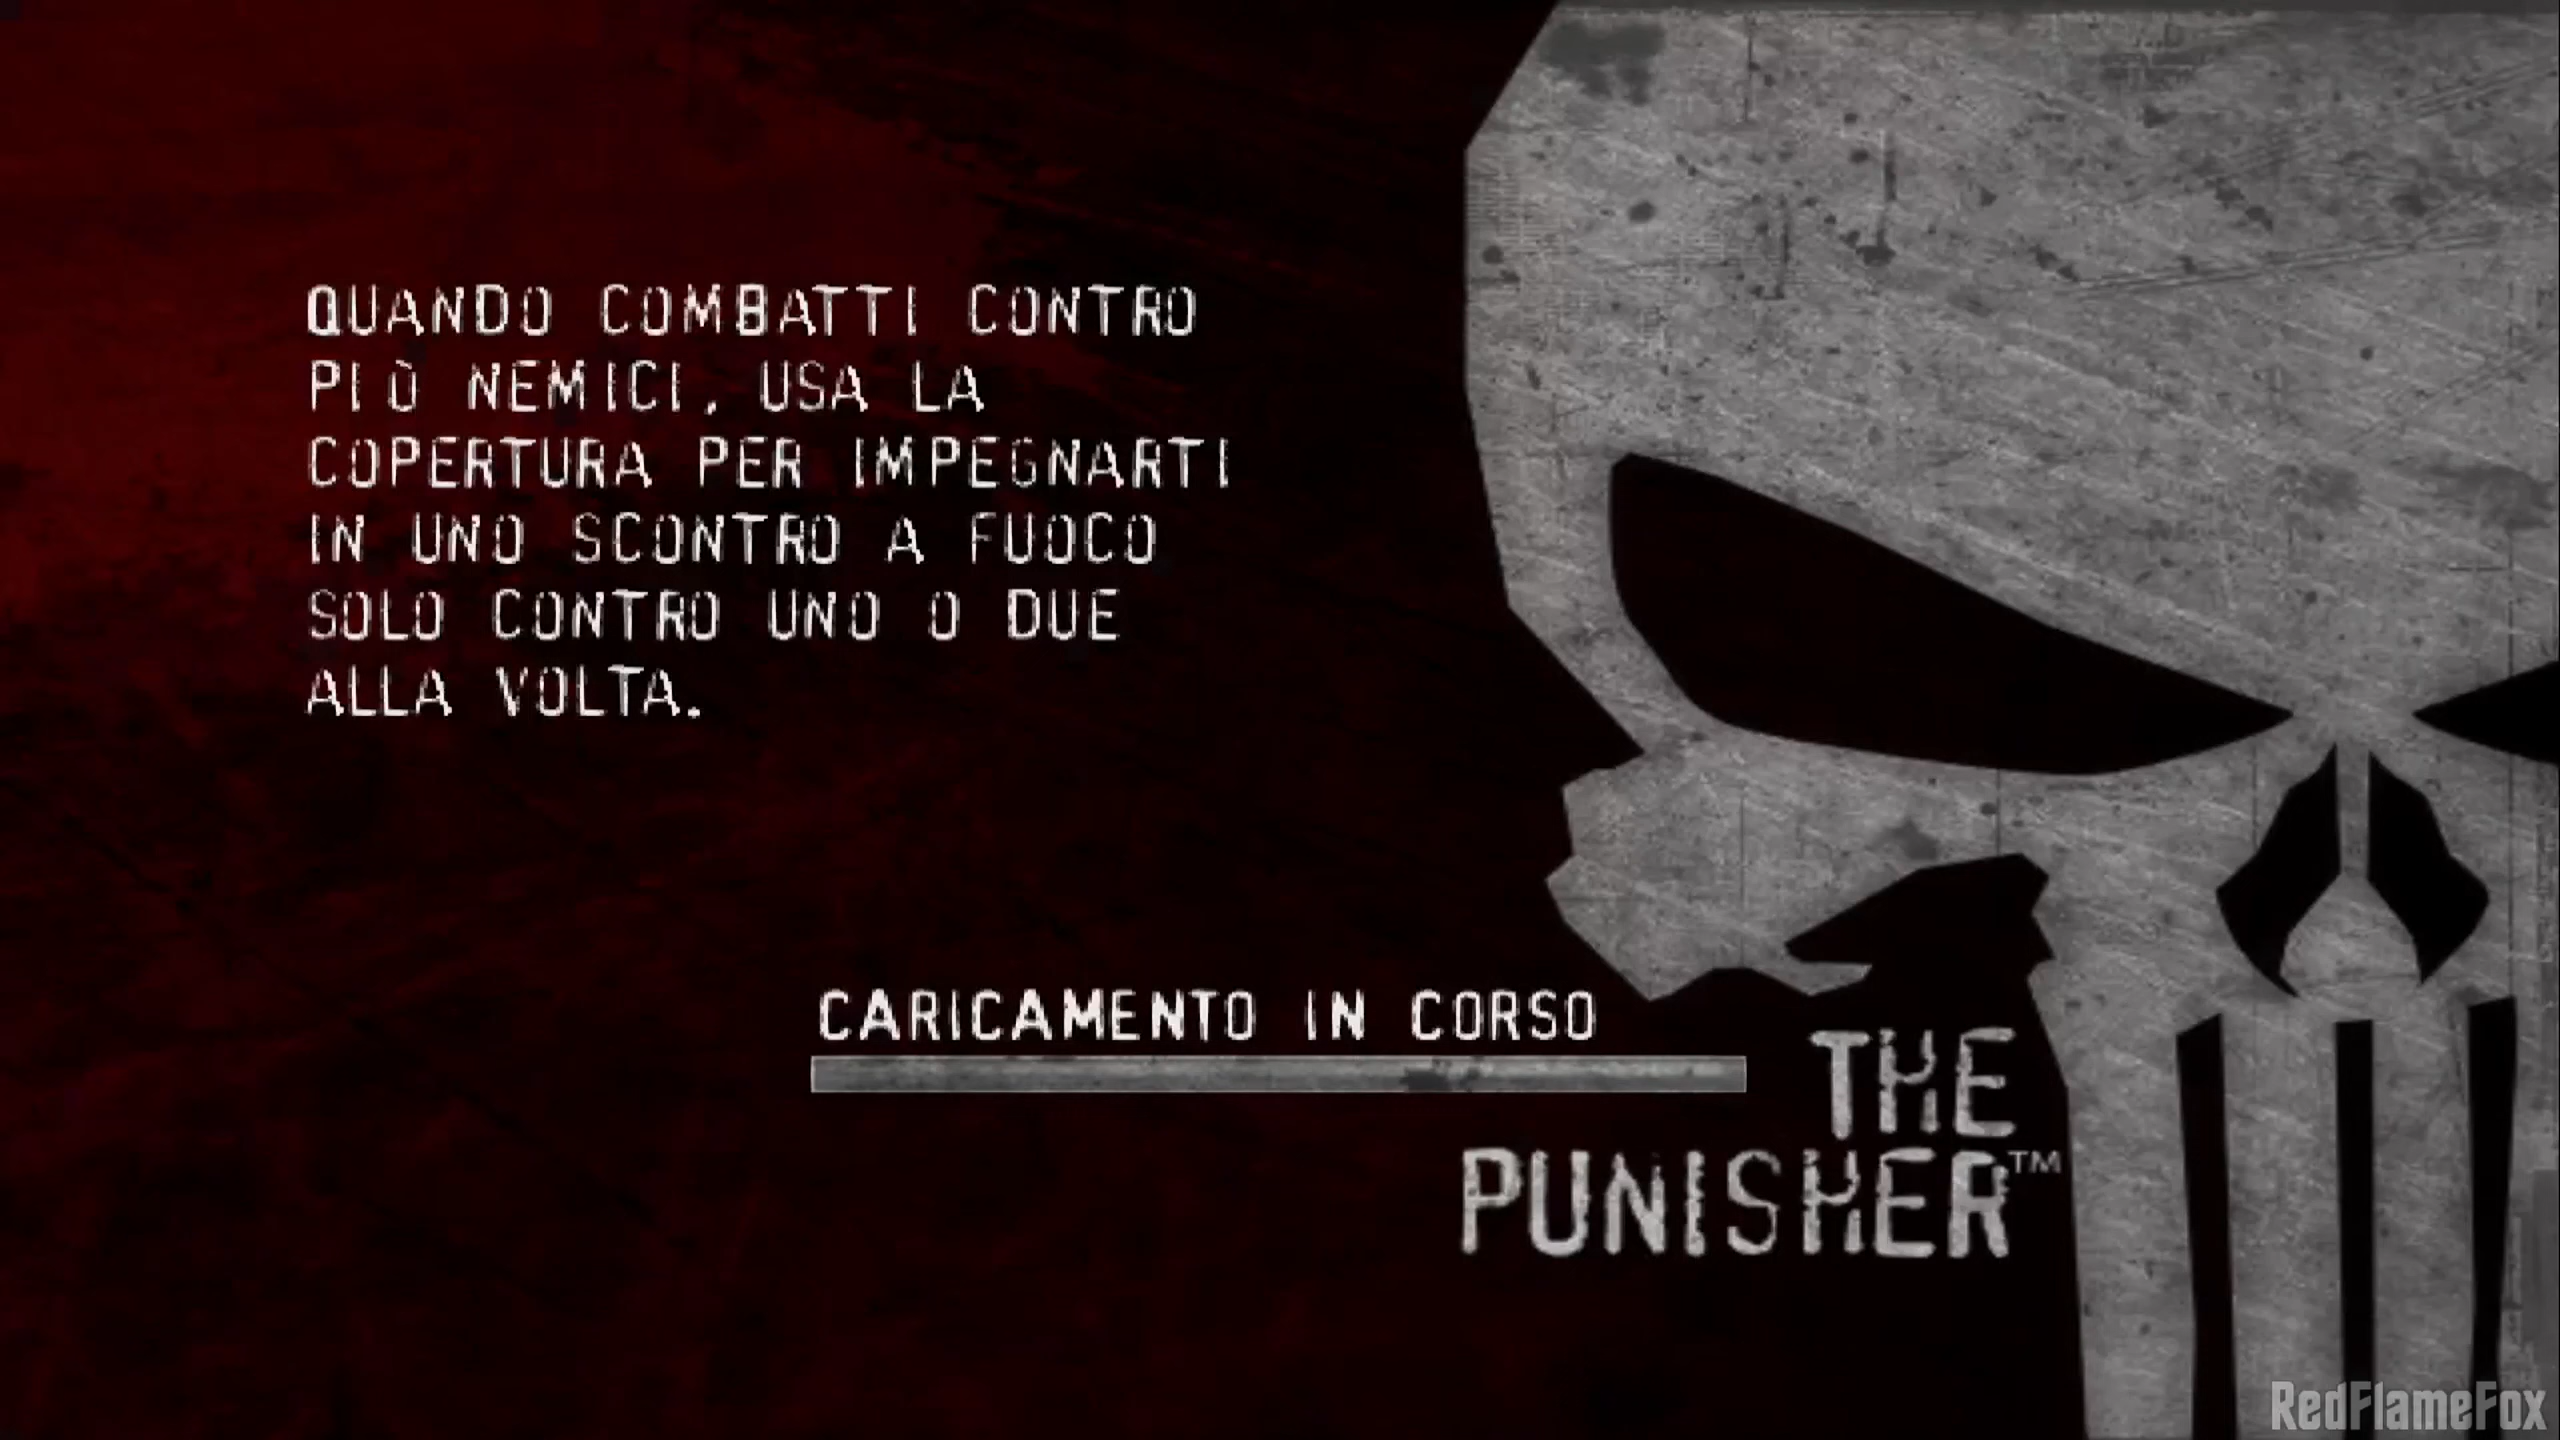 QUANDO COMBATTI CONTRO
PIÙ NEMICI, USA LA
COPERTURA PER IMPEGNARTI
IN UNO SCONTRO A FUOCO
SOLO CONTRO UNO O DUE
ALLA VOLTA.
CARICAMENTO IN CORSO
THE
PUNISHER™
RedFlameFox